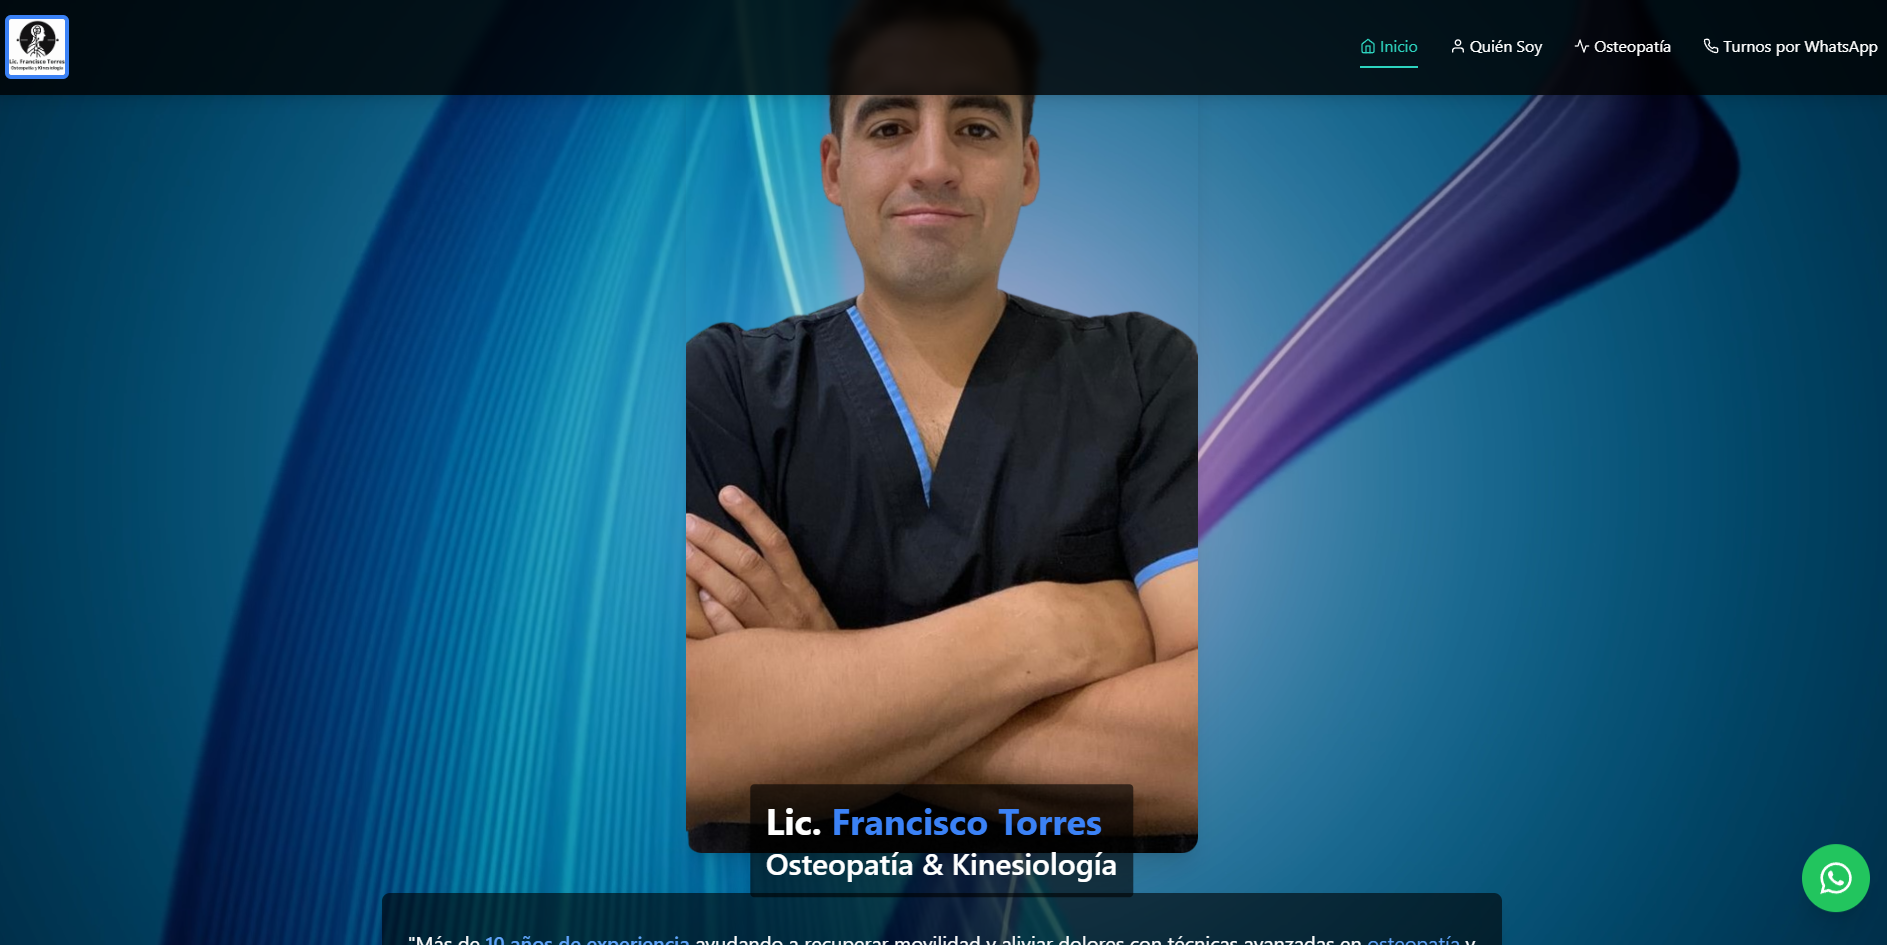 Lic. Francisco Torres
Osteopatía y Kinesiología
Inicio
Quién Soy
Osteopatía
Turnos por WhatsApp
Lic. Francisco Torres
Osteopatía & Kinesiología
"Más de 10 años de experiencia ayudando a recuperar movilidad y aliviar dolores con técnicas avanzadas en osteopatía y